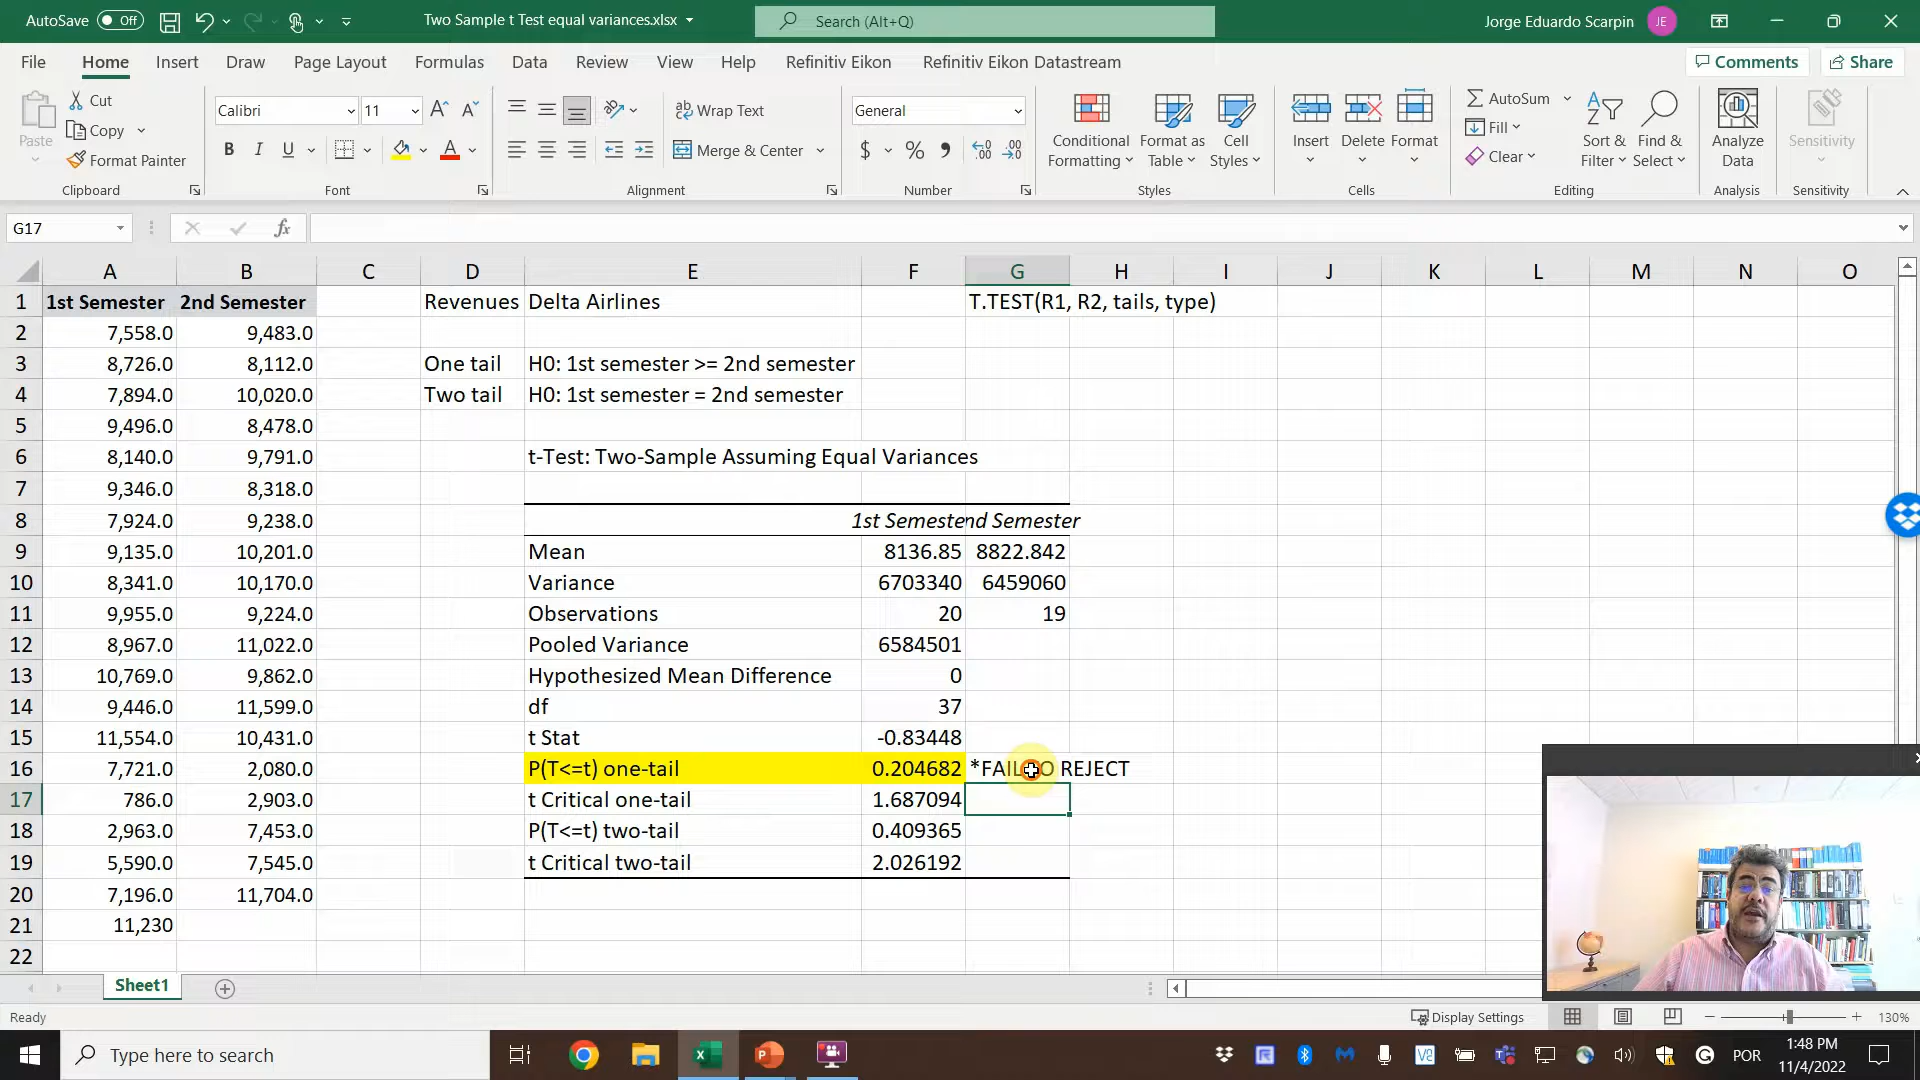 AutoSave Off Two Sample t Test equal variances.xlsx Search (Alt+Q) Jorge Eduardo Scarpin JE
File Home Insert Draw Page Layout Formulas Data Review View Help Refinitiv Eikon Refinitiv Eikon Datastream Comments Share
Paste Cut Copy Format Painter Clipboard
Calibri 11 B I U A Font
Wrap Text Merge & Center Alignment
General $ % Number
Conditional Formatting Format as Table Cell Styles Styles
Insert Delete Format Cells
AutoSum Fill Clear Sort & Filter Find & Select Editing
Analyze Data Analysis
Sensitivity Sensitivity
G17 fx
A B C D E F G H I J K L M N O
1 1st Semester 2nd Semester Revenues Delta Airlines T.TEST(R1, R2, tails, type)
2 7,558.0 9,483.0
3 8,726.0 8,112.0 One tail H0: 1st semester >= 2nd semester
4 7,894.0 10,020.0 Two tail H0: 1st semester = 2nd semester
5 9,496.0 8,478.0
6 8,140.0 9,791.0 t-Test: Two-Sample Assuming Equal Variances
7 9,346.0 8,318.0
8 7,924.0 9,238.0 1st Semeste nd Semester
9 9,135.0 10,201.0 Mean 8136.85 8822.842
10 8,341.0 10,170.0 Variance 6703340 6459060
11 9,955.0 9,224.0 Observations 20 19
12 8,967.0 11,022.0 Pooled Variance 6584501
13 10,769.0 9,862.0 Hypothesized Mean Difference 0
14 9,446.0 11,599.0 df 37
15 11,554.0 10,431.0 t Stat -0.83448
16 7,721.0 2,080.0 P(T<=t) one-tail 0.204682 *FAIL TO REJECT
17 786.0 2,903.0 t Critical one-tail 1.687094
18 2,963.0 7,453.0 P(T<=t) two-tail 0.409365
19 5,590.0 7,545.0 t Critical two-tail 2.026192
20 7,196.0 11,704.0
21 11,230
22
Sheet1
Ready Display Settings 130%
Type here to search POR 1:48 PM
11/4/2022